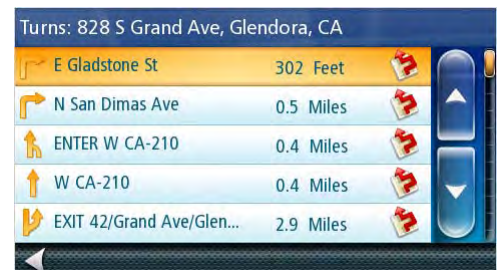 Turns: 828 S Grand Ave, Glendora, CA
E Gladstone St 302 Feet
N San Dimas Ave 0.5 Miles
ENTER W CA-210 0.4 Miles
W CA-210 0.4 Miles
EXIT 42/Grand Ave/Glen... 2.9 Miles